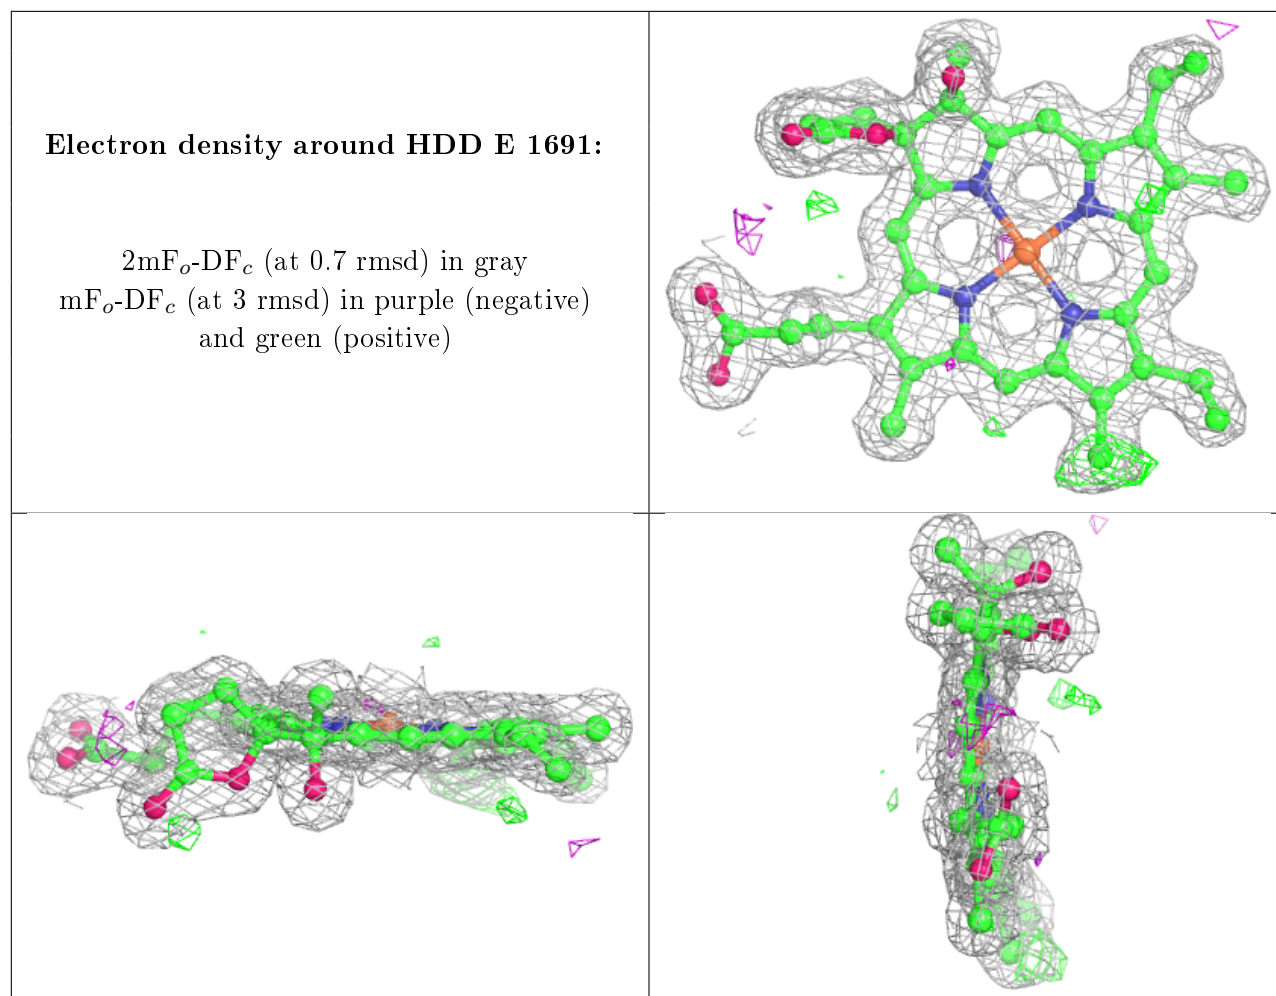 Electron density around HDD E 1691:
2mFo-DFc (at 0.7 rmsd) in gray
mFo-DFc (at 3 rmsd) in purple (negative)
and green (positive)